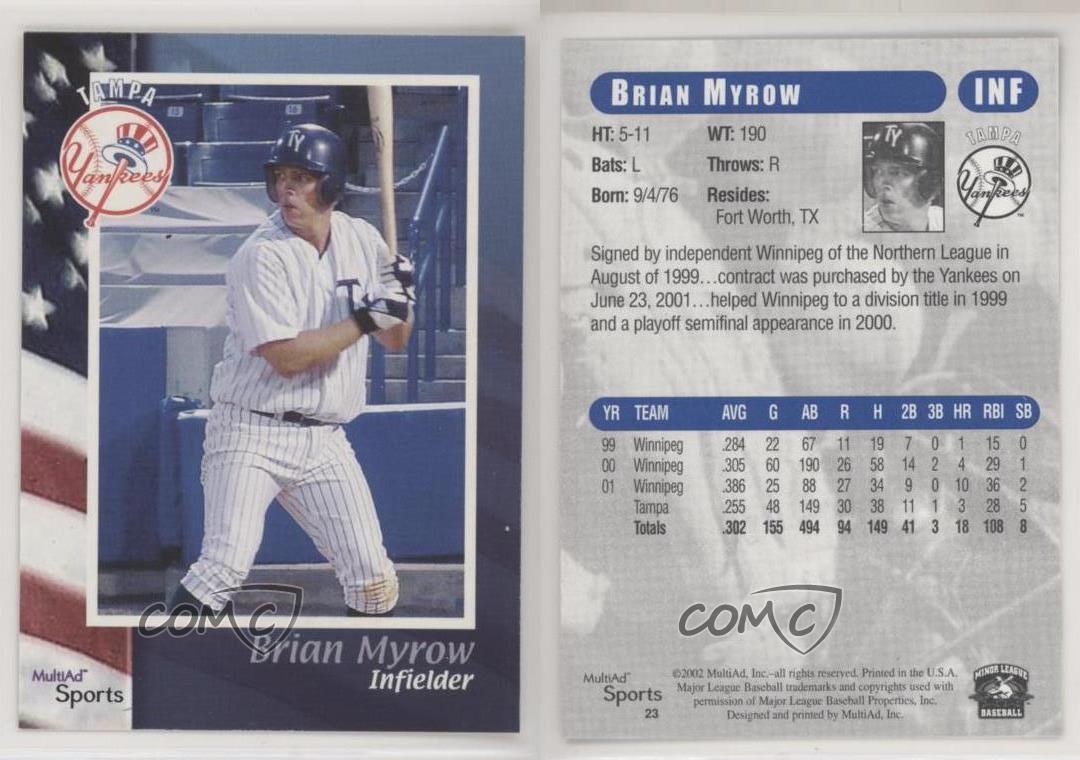 TAMPA
Yankees
15
16
TY
T
COMC
Brian Myrow
Infielder
MultiAd™
Sports
BRIAN MYROW
INF
HT: 5-11 WT: 190
Bats: L Throws: R
Born: 9/4/76 Resides:
Fort Worth, TX
TY
TAMPA
Yankees
Signed by independent Winnipeg of the Northern League in
August of 1999...contract was purchased by the Yankees on
June 23, 2001...helped Winnipeg to a division title in 1999
and a playoff semifinal appearance in 2000.
YR TEAM AVG G AB R H 2B 3B HR RBI SB
99 Winnipeg .284 22 67 11 19 7 0 1 15 0
00 Winnipeg .305 60 190 26 58 14 2 4 29 1
01 Winnipeg .386 25 88 27 34 9 0 10 36 2
Tampa .255 48 149 30 38 11 1 3 28 5
Totals .302 155 494 94 149 41 3 18 108 8
COMC
MultiAd™
Sports
23
©2002 MultiAd, Inc.–all rights reserved. Printed in the U.S.A.
Major League Baseball trademarks and copyrights used with
permission of Major League Baseball Properties, Inc.
Designed and printed by MultiAd, Inc.
MINOR LEAGUE
BASEBALL